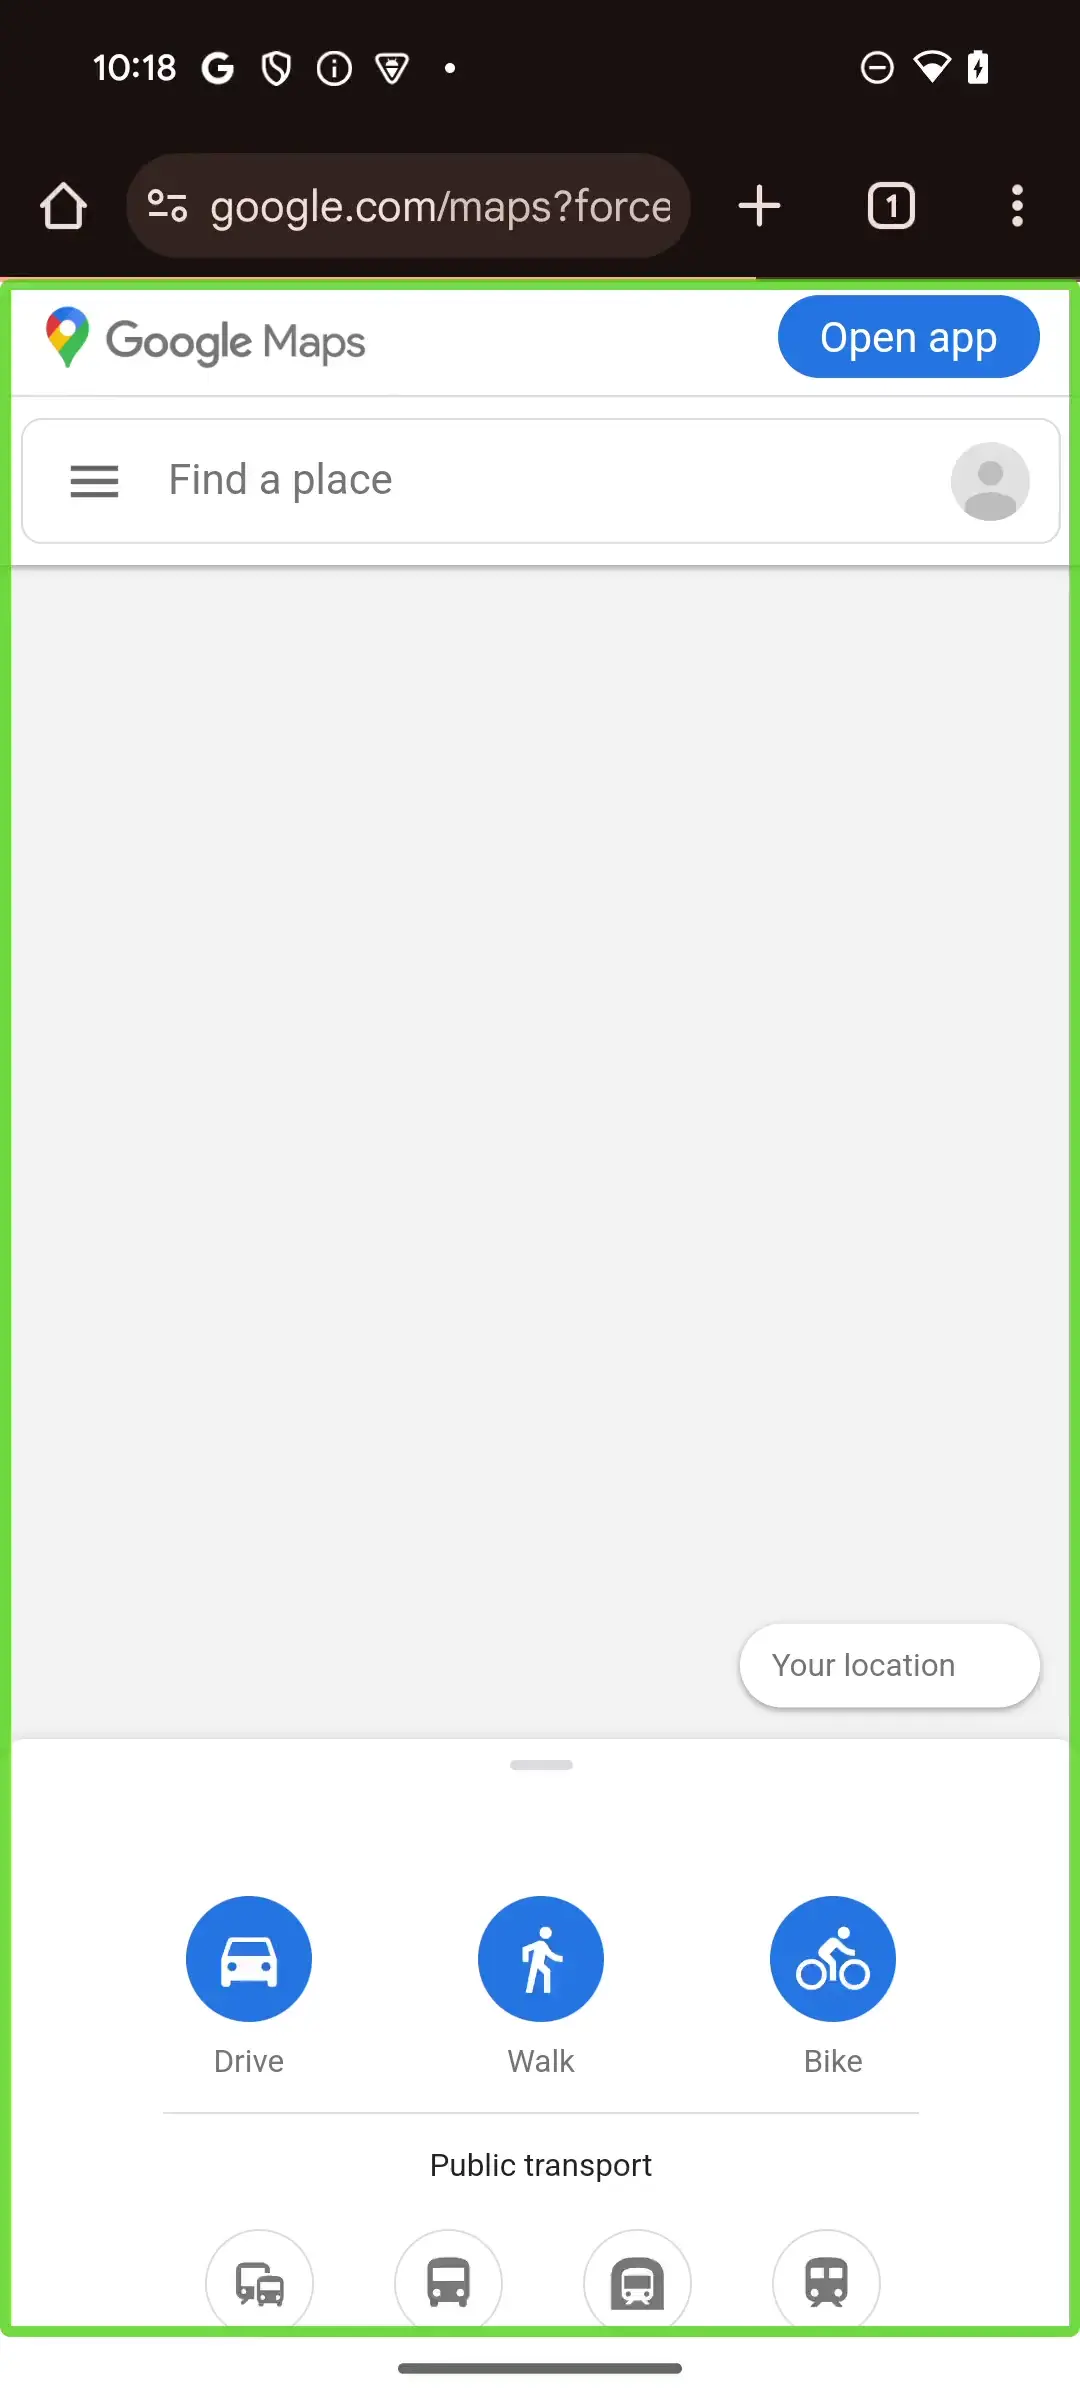 10:18
google.com/maps?force
1
Google Maps
Open app
Find a place
Your location
Drive
Walk
Bike
Public transport